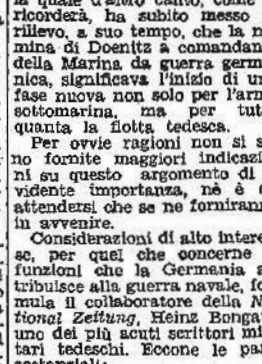 la quale d'altro canto, come
ricorderà, ha subito messo
rilievo, a suo tempo, che la n
mina di Doenitz a comandan
della Marina da guerra germ
nica, significava l'inizio di un
fase nuova non solo per l'arm
sottomarina, ma per tut
quanta la flotta tedesca.
Per ovvie ragioni non si s
no fornite maggiori indicazi
ni su questo argomento di
vidente importanza, nè è
attendersi che se ne forniran
in avvenire.
Considerazioni di alto intere
se, per quel che concerne
funzioni che la Germania a
tribuisce alla guerra navale, fo
mula il collaboratore della N
tional Zeitung, Heinz Bonga
uno dei più acuti scrittori mi
tari tedeschi. Eccone le pa